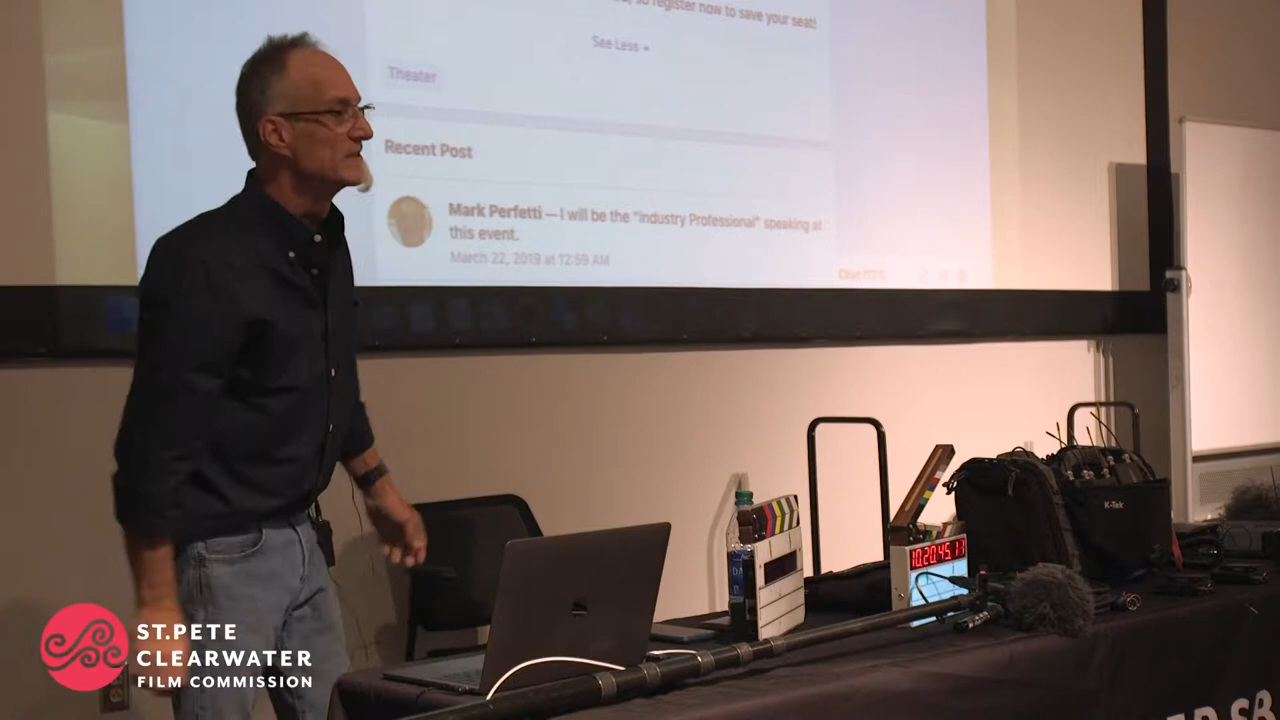 so register now to save your seat!
See Less
Theater
Recent Post
Mark Perfetti — I will be the "Industry Professional" speaking at
this event.
March 22, 2019 at 12:59 AM
10:20:45.17
K-Tek
ST.PETE
CLEARWATER
FILM COMMISSION